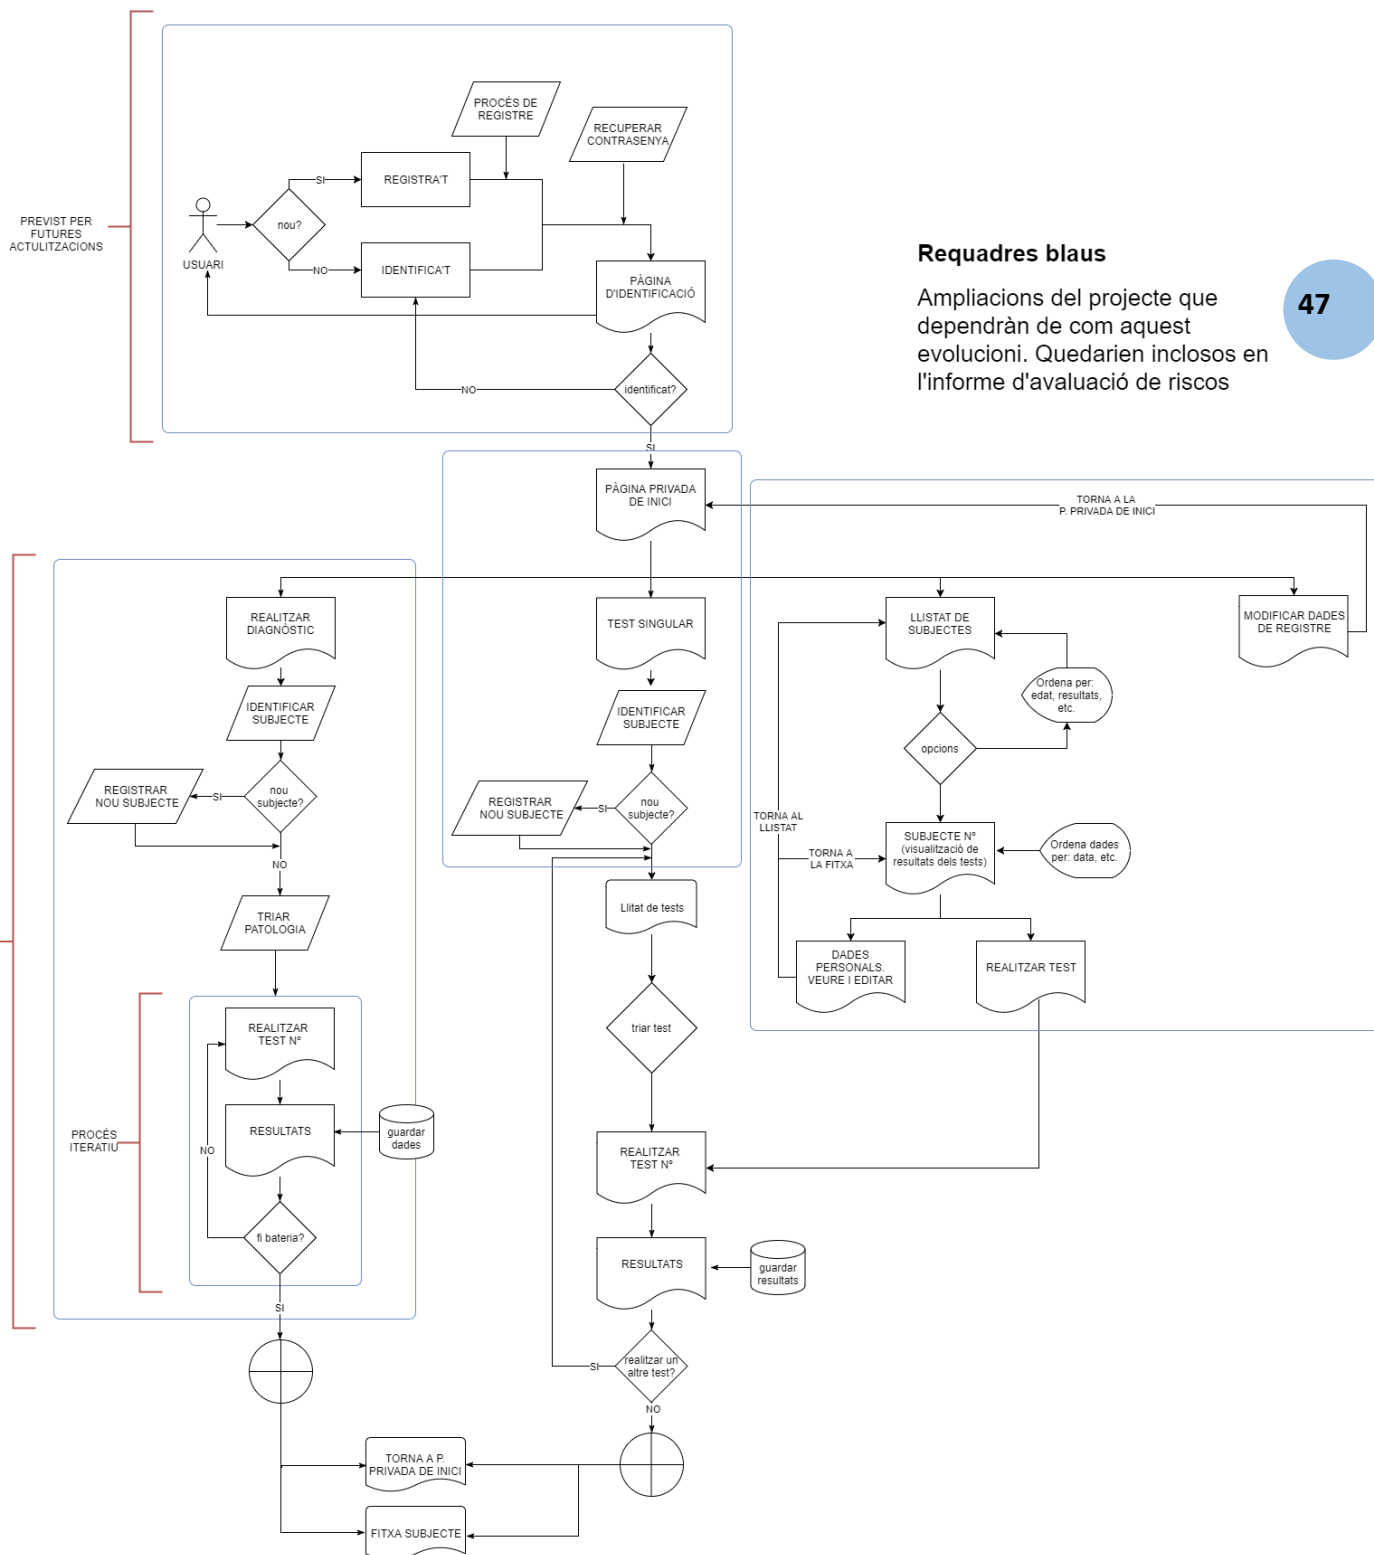 PROCÉS DE
REGISTRE
RECUPERAR
CONTRASENYA
PREVIST PER
FUTURES
ACTULITZACIONS
USUARI
nou?
SI
NO
REGISTRA'T
IDENTIFICA'T
PÀGINA
D'IDENTIFICACIÓ
identificat?
NO
SI
Requadres blaus
Ampliacions del projecte que
dependràn de com aquest
evolucioni. Quedarien inclosos en
l'informe d'avaluació de riscos
47
PÀGINA PRIVADA
DE INICI
TORNA A LA
P. PRIVADA DE INICI
REALITZAR
DIAGNÒSTIC
IDENTIFICAR
SUBJECTE
nou
subjecte?
SI
REGISTRAR
NOU SUBJECTE
NO
TRIAR
PATOLOGIA
PROCÉS
ITERATIU
REALITZAR
TEST Nº
RESULTATS
guardar
dades
NO
fi bateria?
SI
TEST SINGULAR
IDENTIFICAR
SUBJECTE
nou
subjecte?
SI
REGISTRAR
NOU SUBJECTE
Llitat de tests
triar test
REALITZAR
TEST Nº
RESULTATS
guardar
resultats
realitzar un
altre test?
SI
NO
LLISTAT DE
SUBJECTES
Ordena per:
edat, resultats,
etc.
opcions
TORNA AL
LLISTAT
TORNA A
LA FITXA
SUBJECTE Nº
(visualització de
resultats dels tests)
Ordena dades
per: data, etc.
DADES
PERSONALS.
VEURE I EDITAR
REALITZAR TEST
MODIFICAR DADES
DE REGISTRE
TORNA A P.
PRIVADA DE INICI
FITXA SUBJECTE